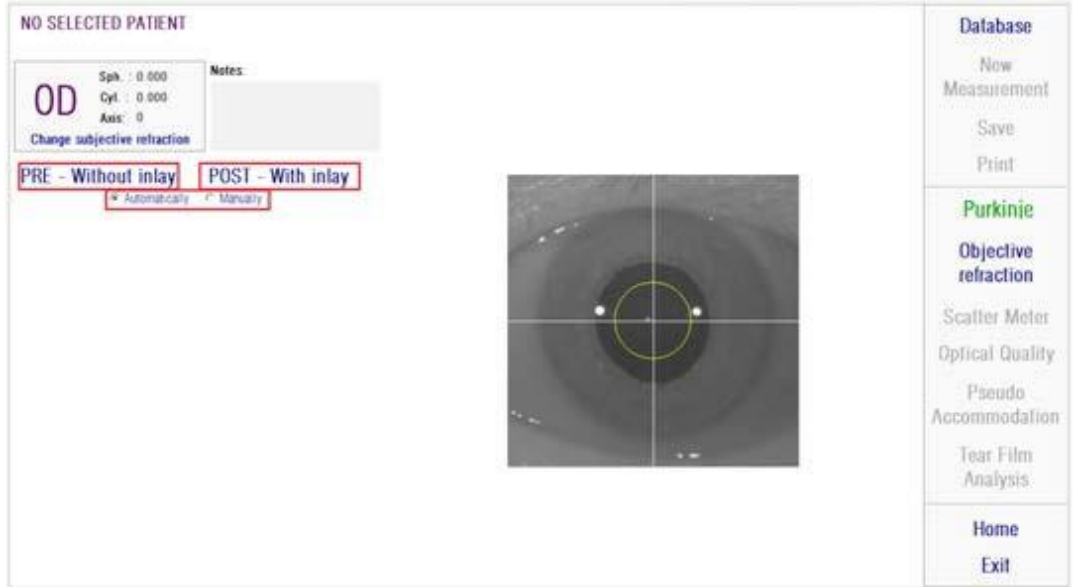 NO SELECTED PATIENT
OD
Sph. : 0.000
Cyl. : 0.000
Axis: 0
Change subjective refraction
Notes:
PRE - Without inlay
POST - With inlay
Automatically
Manually
Database
New
Measurement
Save
Print
Purkinje
Objective
refraction
Scatter Meter
Optical Quality
Pseudo
Accommodation
Tear Film
Analysis
Home
Exit